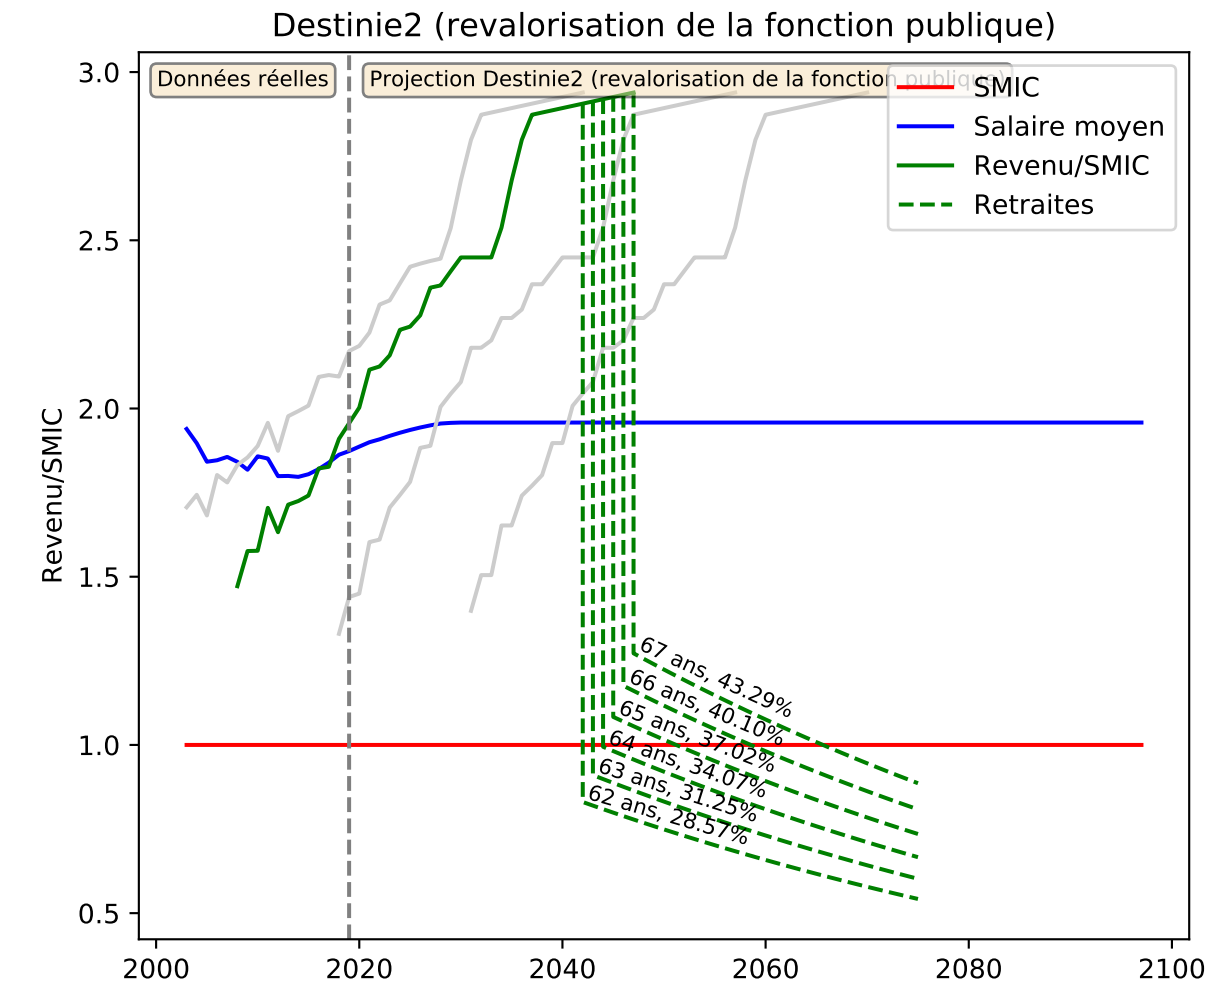 Destinie2 (revalorisation de la fonction publique)
Données réelles
Projection Destinie2 (revalorisation de la fonction publique)
SMIC
Salaire moyen
Revenu/SMIC
Retraites
Revenu/SMIC
3.0
2.5
2.0
1.5
1.0
0.5
67 ans, 43.29%
66 ans, 40.10%
65 ans, 37.02%
64 ans, 34.07%
63 ans, 31.25%
62 ans, 28.57%
2000
2020
2040
2060
2080
2100